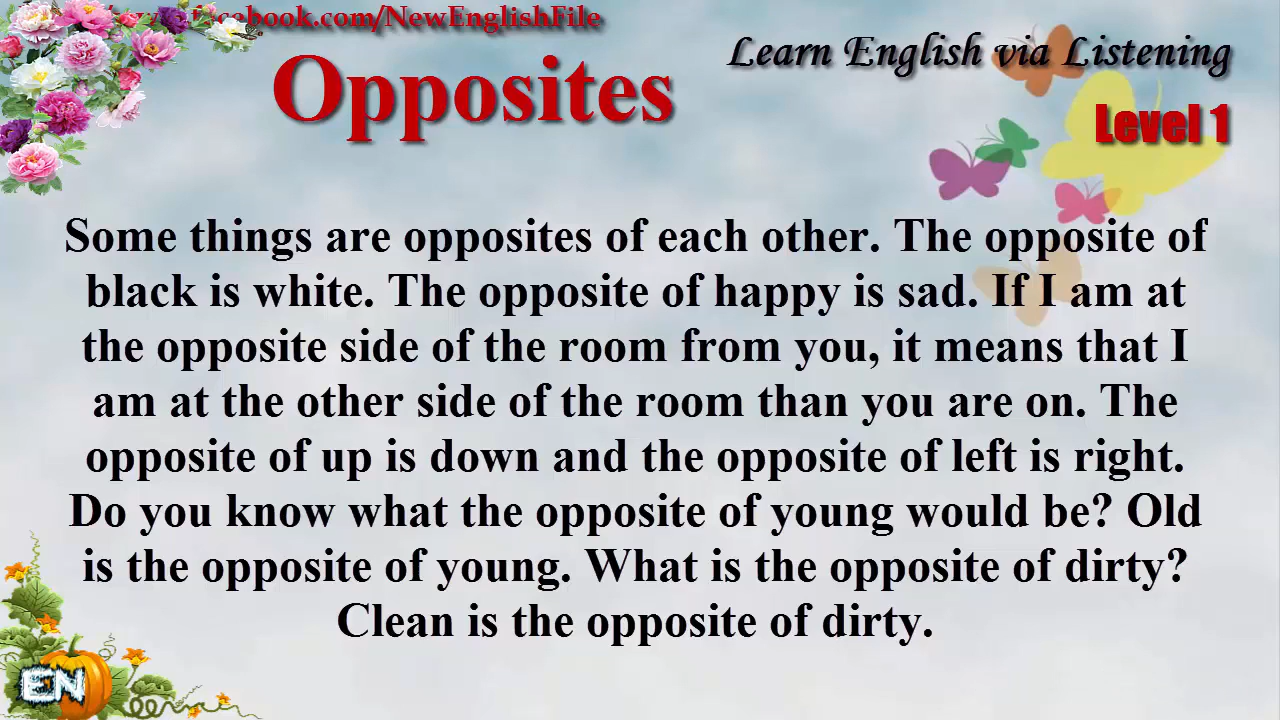 facebook.com/NewEnglishFile
Opposites
Learn English via Listening
Level 1
Some things are opposites of each other. The opposite of
black is white. The opposite of happy is sad. If I am at
the opposite side of the room from you, it means that I
am at the other side of the room than you are on. The
opposite of up is down and the opposite of left is right.
Do you know what the opposite of young would be? Old
is the opposite of young. What is the opposite of dirty?
Clean is the opposite of dirty.
EN